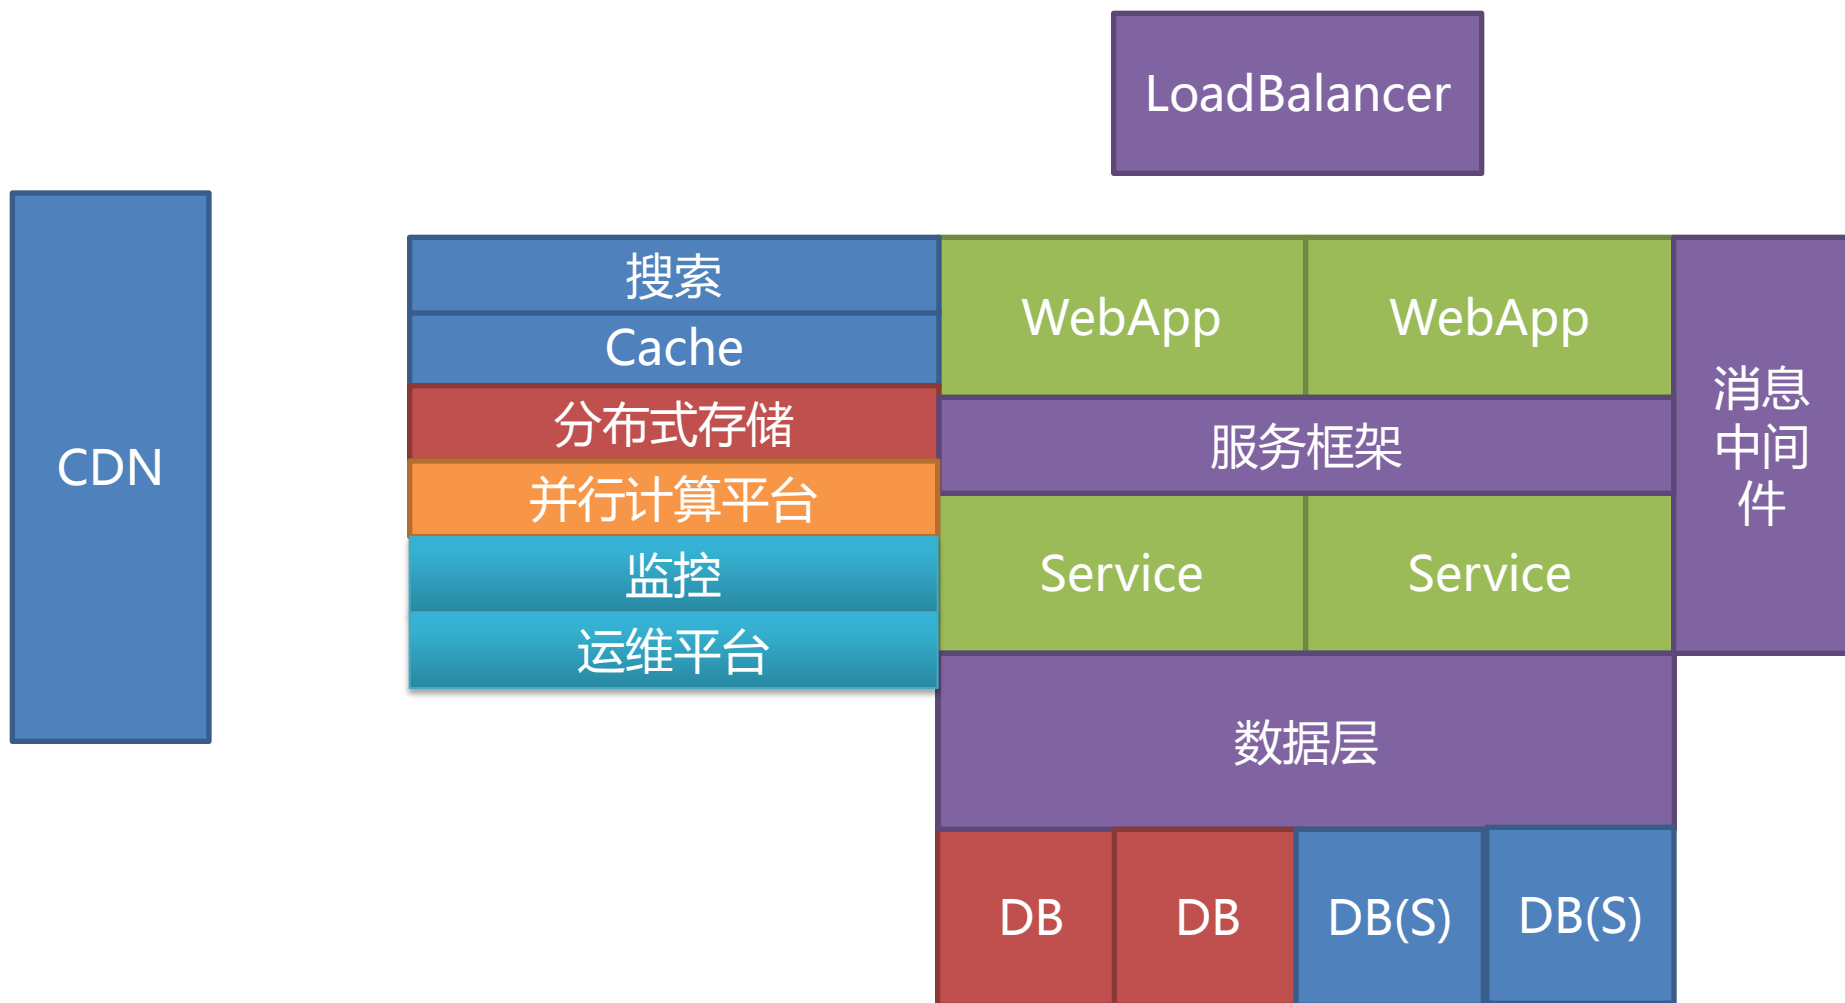 LoadBalancer
CDN
搜索
Cache
分布式存储
并行计算平台
监控
运维平台
WebApp
WebApp
服务框架
Service
Service
消息
中间
件
数据层
DB
DB
DB(S)
DB(S)